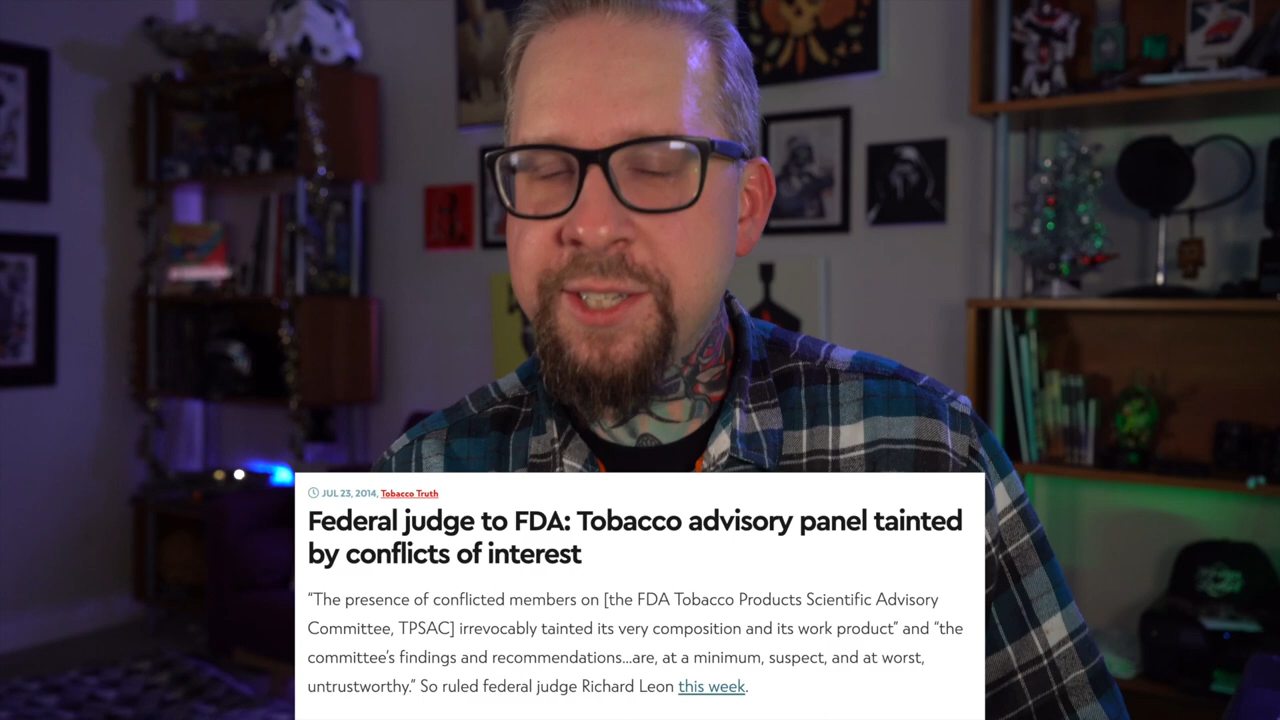 JUL 23, 2014, Tobacco Truth
Federal judge to FDA: Tobacco advisory panel tainted
by conflicts of interest
“The presence of conflicted members on [the FDA Tobacco Products Scientific Advisory
Committee, TPSAC] irrevocably tainted its very composition and its work product” and “the
committee’s findings and recommendations...are, at a minimum, suspect, and at worst,
untrustworthy.” So ruled federal judge Richard Leon this week.